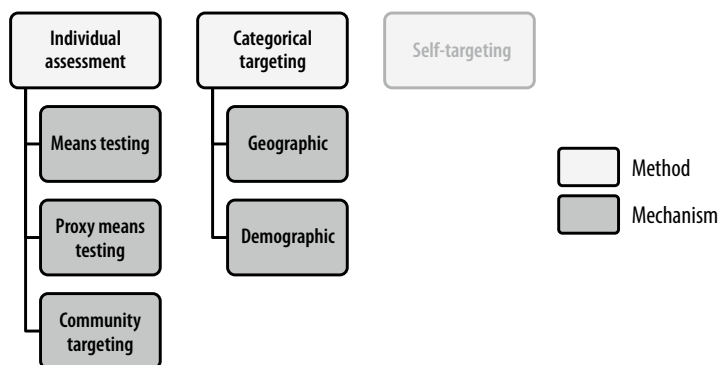 Individual
assessment
Categorical
targeting
Self-targeting
Means testing
Geographic
Proxy means
testing
Demographic
Community
targeting
Method
Mechanism